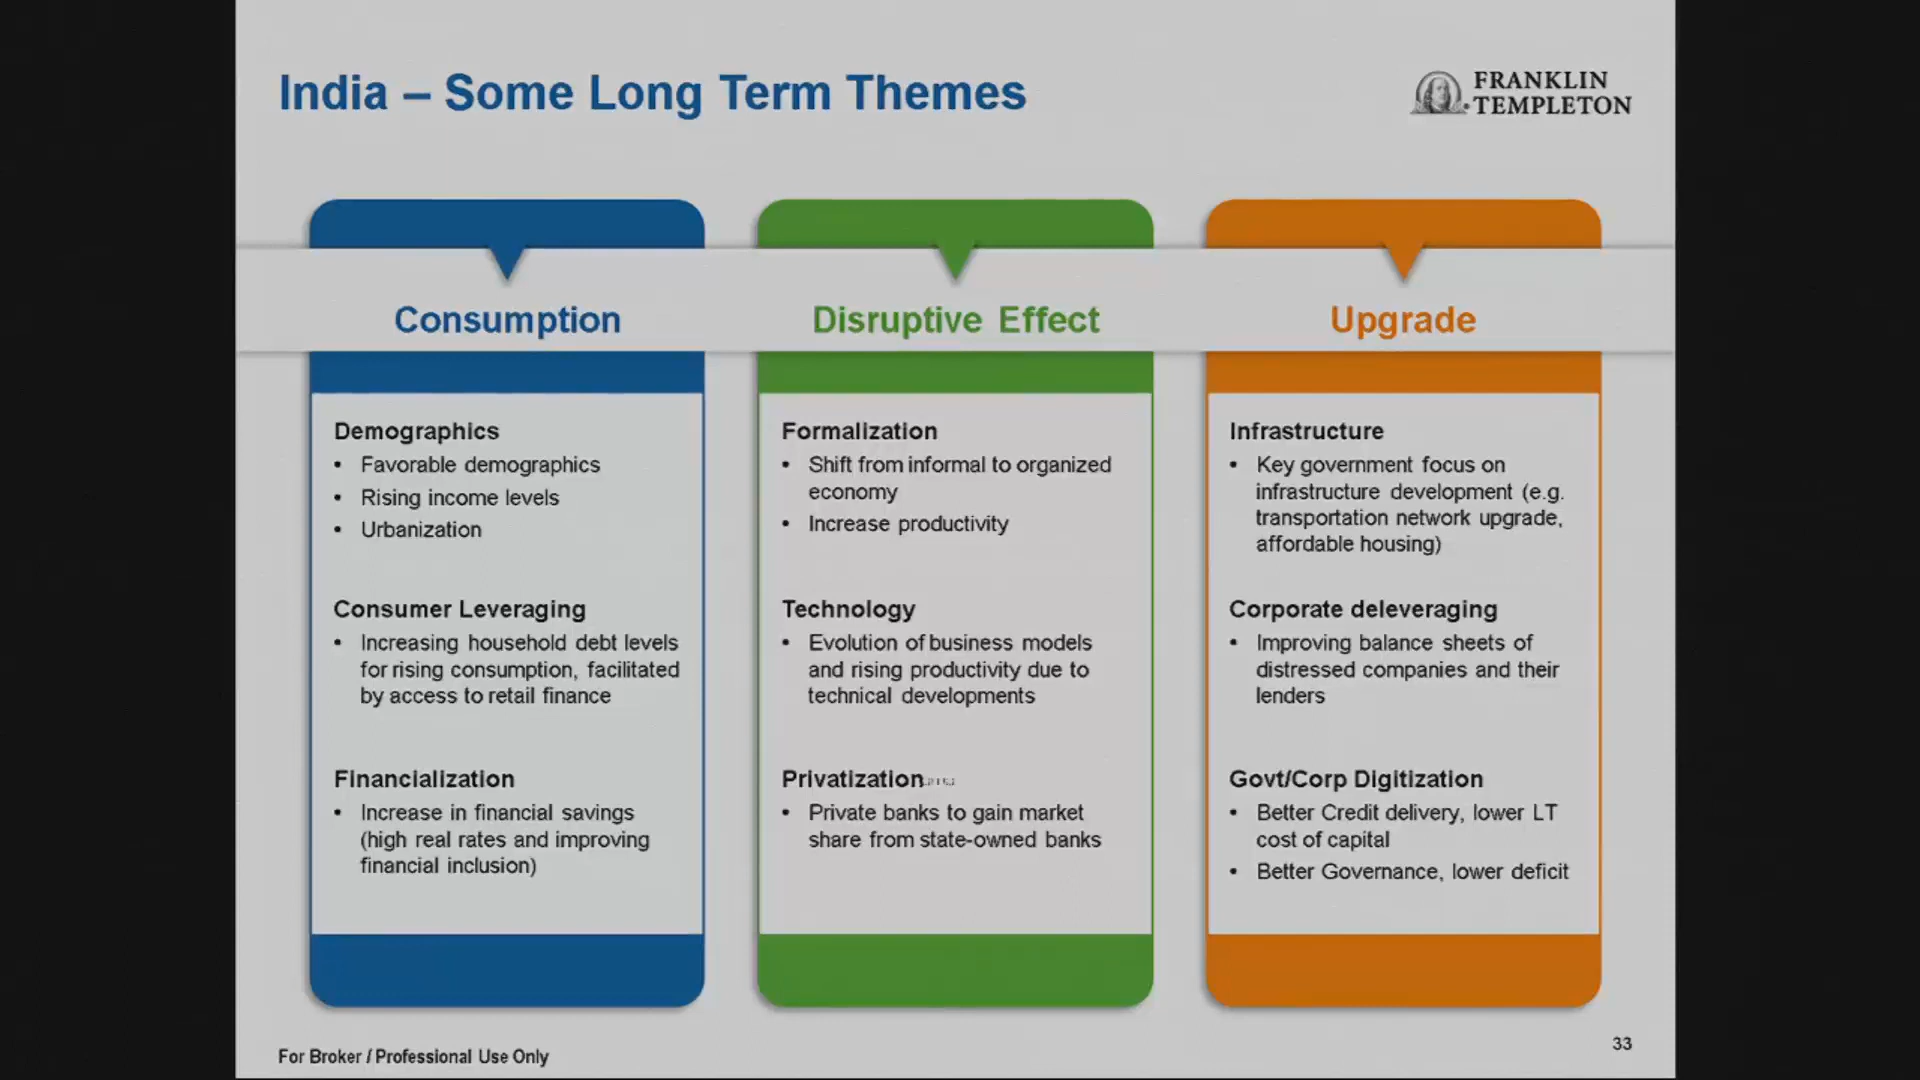 India – Some Long Term Themes
FRANKLIN
TEMPLETON
Consumption
Demographics
• Favorable demographics
• Rising income levels
• Urbanization
Consumer Leveraging
• Increasing household debt levels
for rising consumption, facilitated
by access to retail finance
Financialization
• Increase in financial savings
(high real rates and improving
financial inclusion)
Disruptive Effect
Formalization
• Shift from informal to organized
economy
• Increase productivity
Technology
• Evolution of business models
and rising productivity due to
technical developments
Privatization
• Private banks to gain market
share from state-owned banks
Upgrade
Infrastructure
• Key government focus on
infrastructure development (e.g.
transportation network upgrade,
affordable housing)
Corporate deleveraging
• Improving balance sheets of
distressed companies and their
lenders
Govt/Corp Digitization
• Better Credit delivery, lower LT
cost of capital
• Better Governance, lower deficit
For Broker / Professional Use Only
33